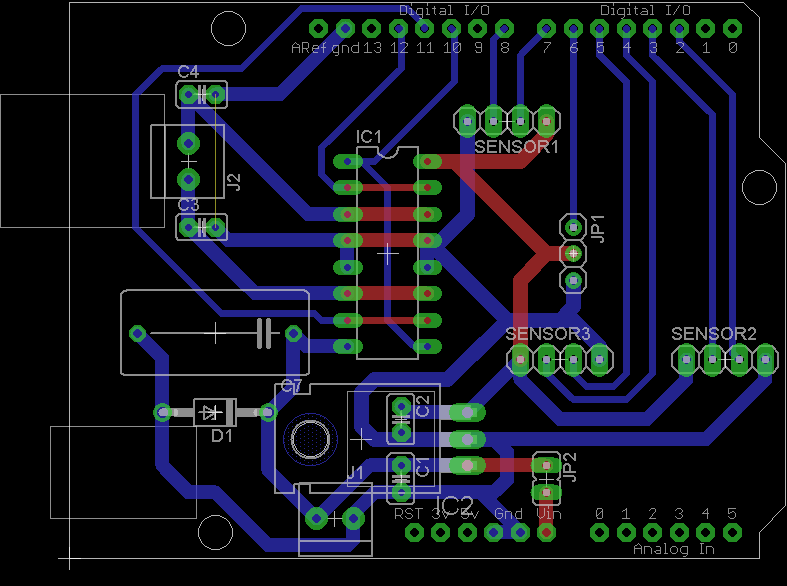 Digital I/O Digital I/O
ARef gnd 13 12 11 10 9 8 7 6 5 4 3 2 1 0
C4
IC1
SENSOR1
J2
C3
JP1
SENSOR3 SENSOR2
C7
C2
D1
J1 C1 JP2
IC2
RST 3v 5v Gnd Vin 0 1 2 3 4 5
Analog In